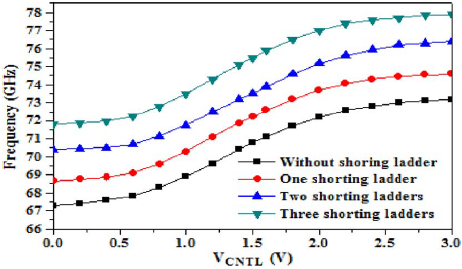 78
77
76
75
74
73
72
71
70
69
68
67
66
Frequency (GHz)
Without shoring ladder
One shorting ladder
Two shorting ladders
Three shorting ladders
0.0 0.5 1.0 1.5 2.0 2.5 3.0
VCNTL (V)